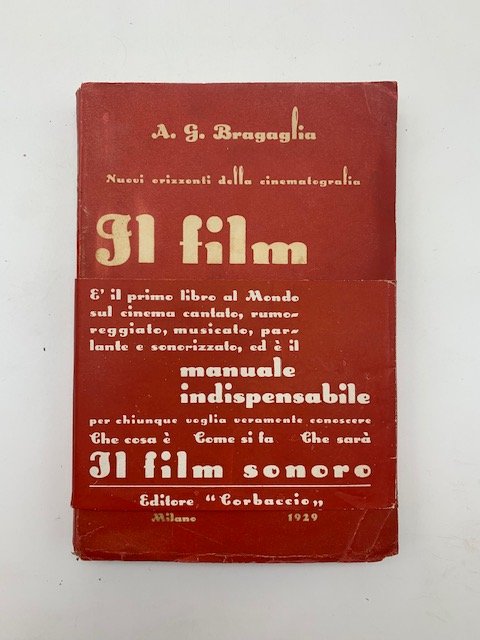 A. G. Bragaglia
Nuovi orizzonti della cinematografia
Il film
E' il primo libro al Mondo
sul cinema cantato, rumo-
reggiato, musicato, par-
lante e sonorizzato, ed è il
manuale
indispensabile
per chiunque voglia veramente conoscere
Che cosa è Come si fa Che sarà
Il film sonoro
Editore "Corbaccio„
Milano 1929